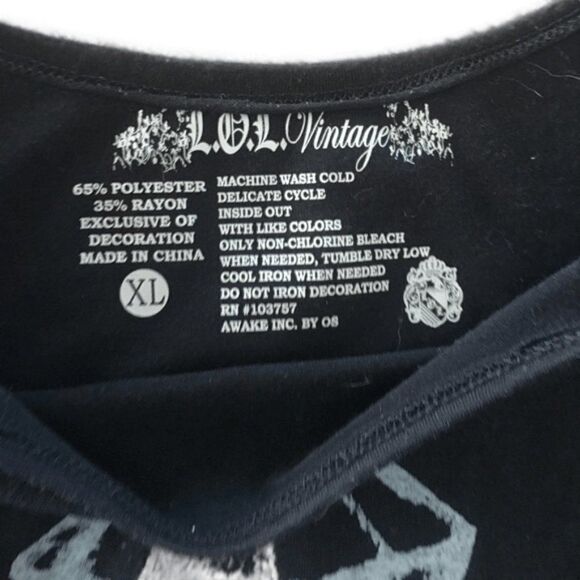 L.O.L. Vintage
65% POLYESTER
35% RAYON
EXCLUSIVE OF
DECORATION
MADE IN CHINA
XL
MACHINE WASH COLD
DELICATE CYCLE
INSIDE OUT
WITH LIKE COLORS
ONLY NON-CHLORINE BLEACH
WHEN NEEDED, TUMBLE DRY LOW
COOL IRON WHEN NEEDED
DO NOT IRON DECORATION
RN #103757
AWAKE INC. BY OS